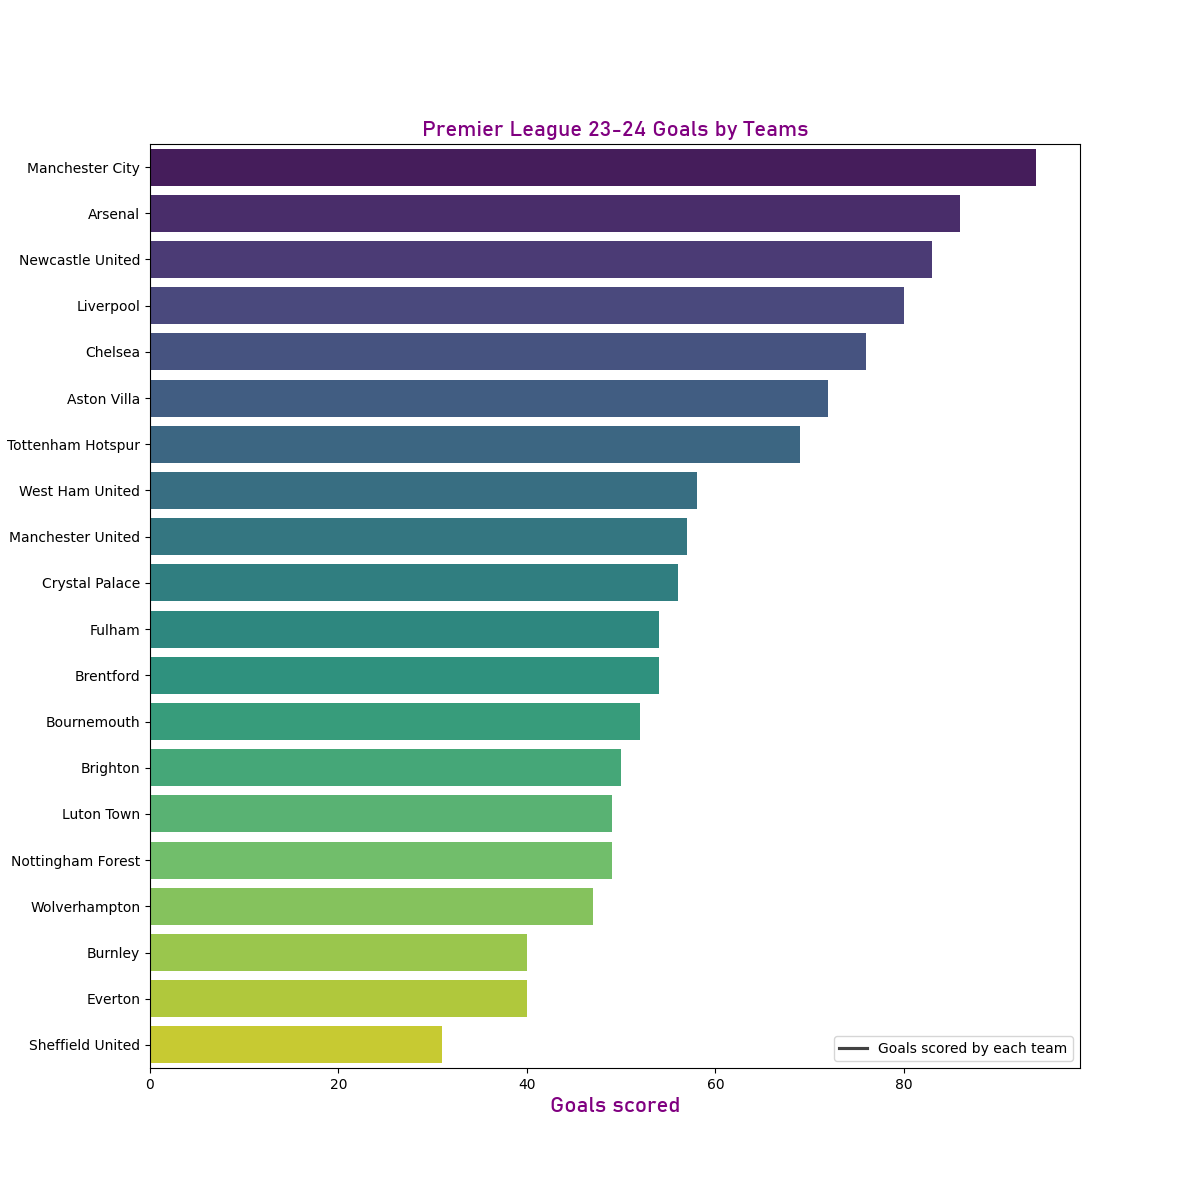 Premier League 23-24 Goals by Teams
Manchester City
Arsenal
Newcastle United
Liverpool
Chelsea
Aston Villa
Tottenham Hotspur
West Ham United
Manchester United
Crystal Palace
Fulham
Brentford
Bournemouth
Brighton
Luton Town
Nottingham Forest
Wolverhampton
Burnley
Everton
Sheffield United
Goals scored by each team
0 20 40 60 80
Goals scored